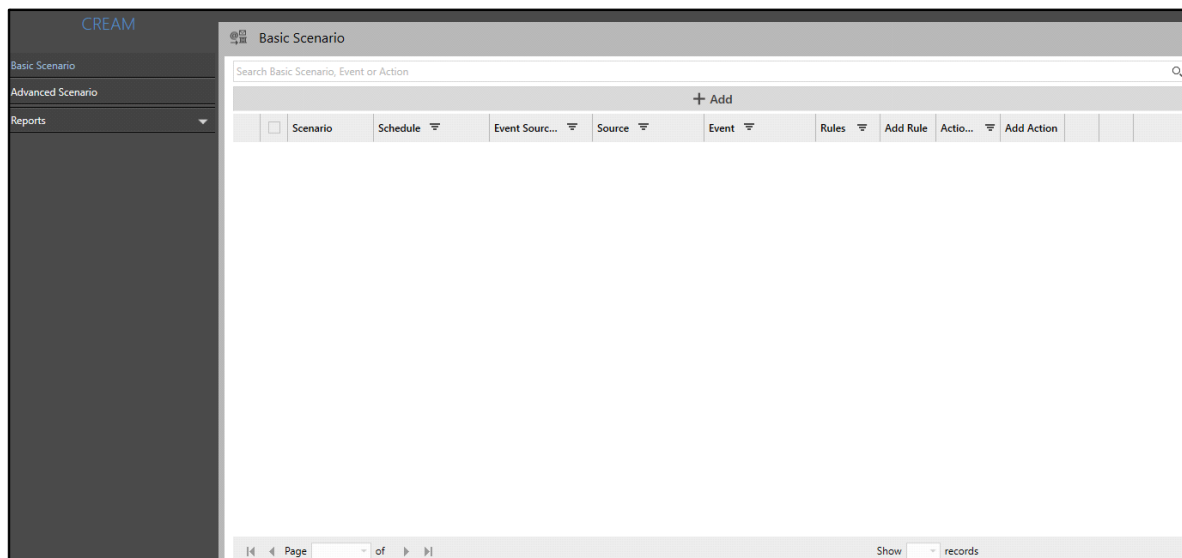 CREAM
Basic Scenario
Advanced Scenario
Reports
Basic Scenario
Search Basic Scenario, Event or Action
+ Add
Scenario Schedule Event Sourc... Source Event Rules Add Rule Actio... Add Action
Page of Show records